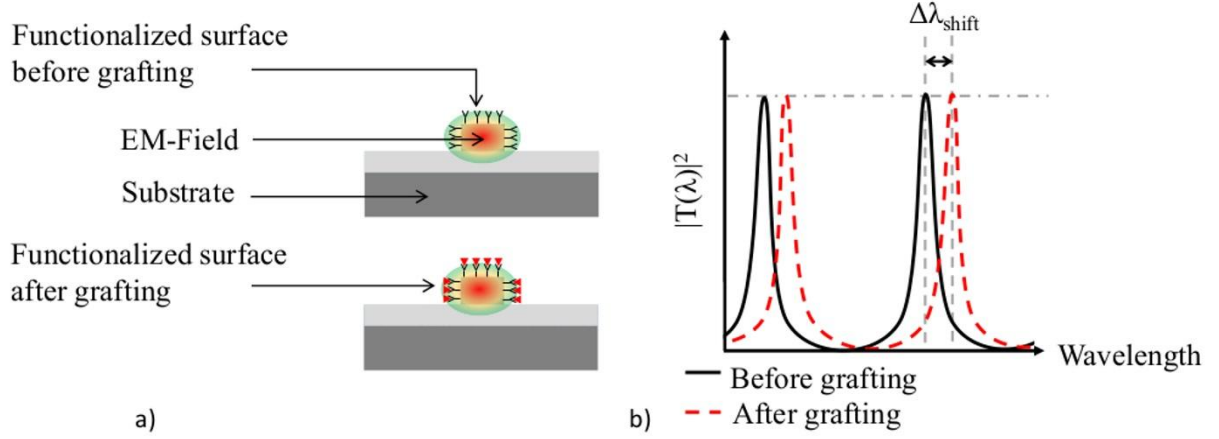 Functionalized surface
before grafting
EM-Field
Substrate
Functionalized surface
after grafting
a)
Δλshift
|T(λ)|²
Wavelength
Before grafting
After grafting
b)